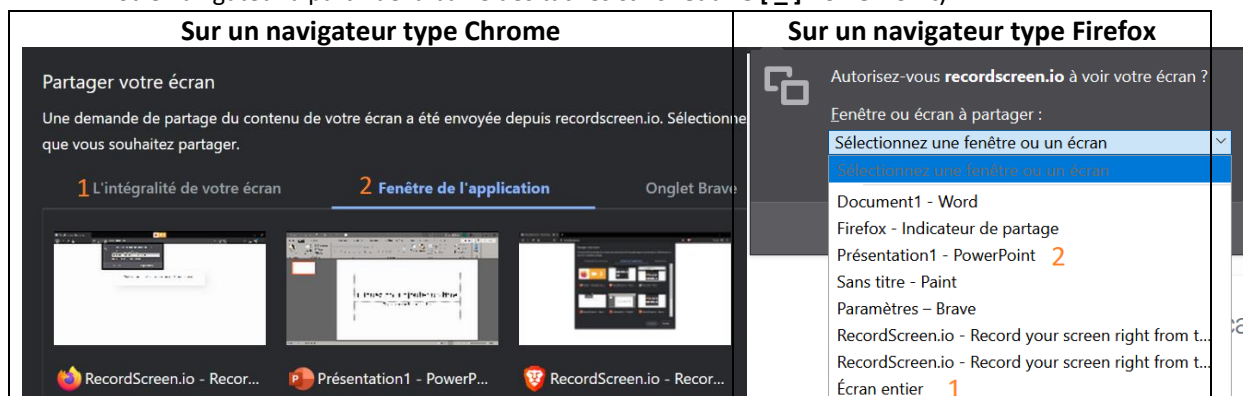 Sur un navigateur type Chrome
Partager votre écran
Une demande de partage du contenu de votre écran a été envoyée depuis recordscreen.io. Sélectionne
que vous souhaitez partager.
1 L'intégralité de votre écran
2 Fenêtre de l'application
Onglet Brave
RecordScreen.io - Recor...
Présentation1 - PowerP...
RecordScreen.io - Recor...
Sur un navigateur type Firefox
Autorisez-vous recordscreen.io à voir votre écran ?
Fenêtre ou écran à partager :
Sélectionnez une fenêtre ou un écran
Sélectionnez une fenêtre ou un écran
Document1 - Word
Firefox - Indicateur de partage
Présentation1 - PowerPoint 2
Sans titre - Paint
Paramètres – Brave
RecordScreen.io - Record your screen right from t...
RecordScreen.io - Record your screen right from t...
Écran entier 1